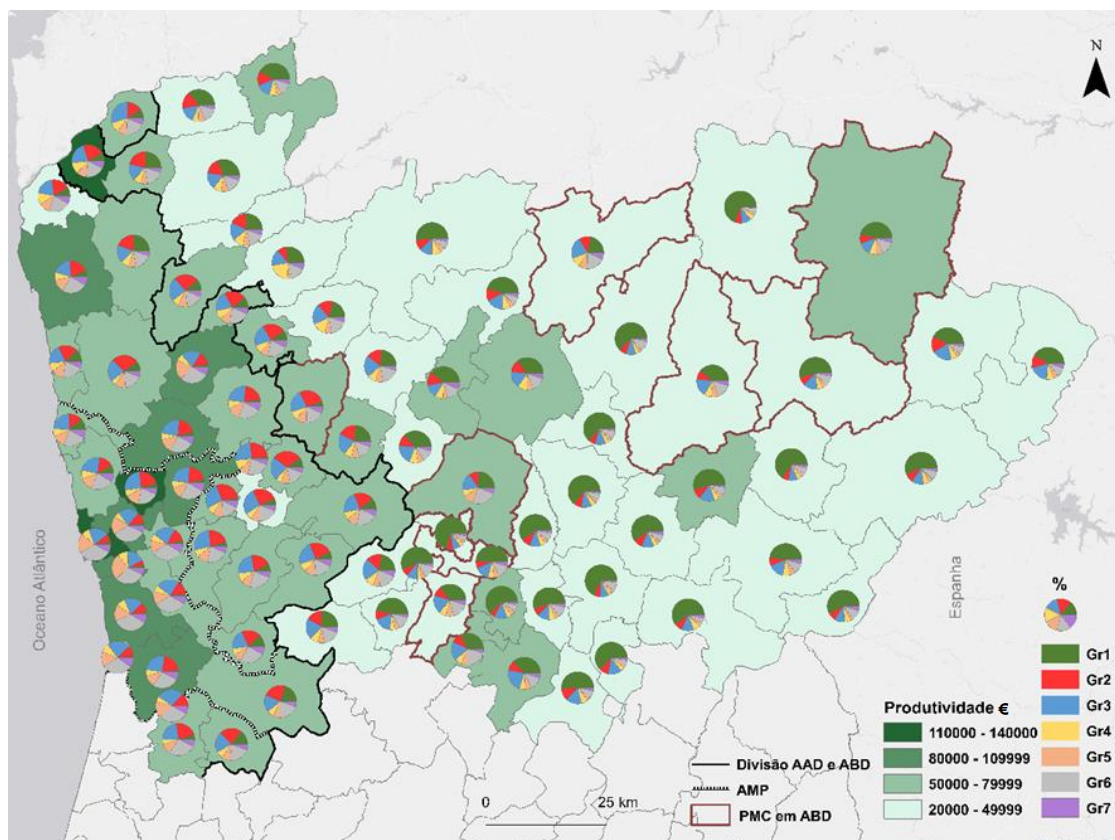 N
Oceano Atlântico
Espanha
%
Gr1
Gr2
Gr3
Gr4
Gr5
Gr6
Gr7
Produtividade €
110000 - 140000
80000 - 109999
50000 - 79999
20000 - 49999
Divisão AAD e ABD
AMP
PMC em ABD
0 25 km